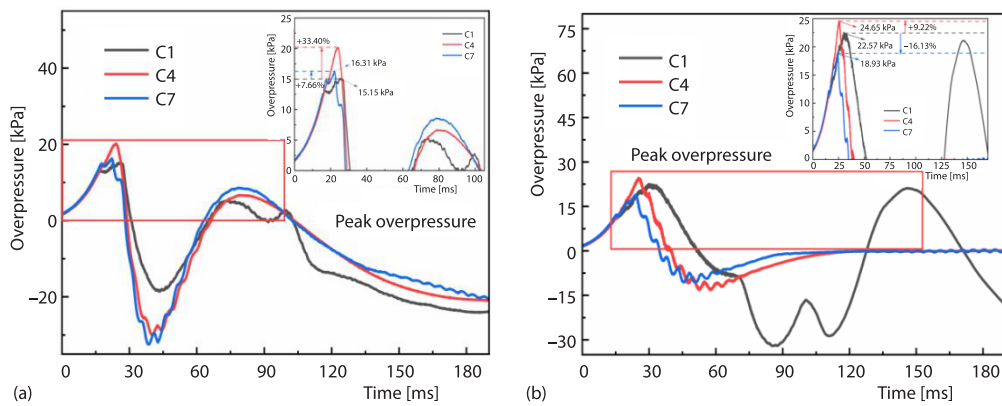 60
40
20
0
−20
Overpressure [kPa]
C1
C4
C7
0 30 60 90 120 150 180
Time [ms]
Peak overpressure
(a)
25
20
15
10
5
0
Overpressure [kPa]
+33.40%
16.31 kPa
+7.66%
15.15 kPa
C1
C4
C7
0 20 40 60 80 100
Time [ms]
75
60
45
30
15
0
−15
−30
Overpressure [kPa]
C1
C4
C7
0 30 60 90 120 150 180
Time [ms]
Peak overpressure
(b)
25
20
15
10
5
0
Overpressure [kPa]
24.65 kPa
+9.22%
22.57 kPa
−16.13%
18.93 kPa
C1
C4
C7
0 50 100 150
Time [ms]